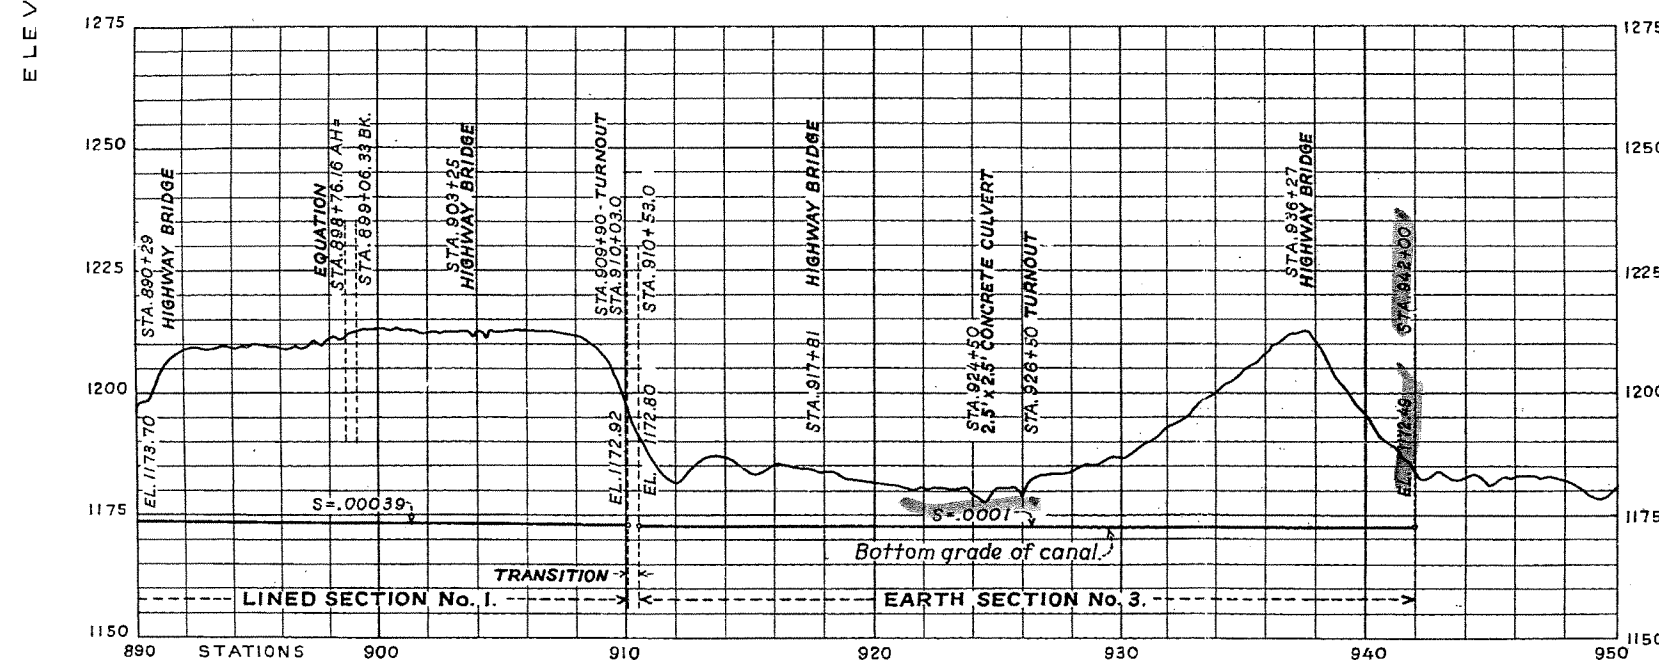 ELEV
1275
1275
1250
1250
1225
1225
1200
1200
1175
1175
1150
1150
STA. 890+29
HIGHWAY BRIDGE
EL. 1173.70
EQUATION
STA. 898+76.16 AH=
STA. 899+06.33 BK.
STA. 903+25
HIGHWAY BRIDGE
STA. 909+90-TURNOUT
STA. 910+03.0
EL. 1172.92
STA. 910+53.0
EL. 1172.80
HIGHWAY BRIDGE
STA. 917+81
STA. 924+50
2.5' x 2.5' CONCRETE CULVERT
STA. 926+50 TURNOUT
STA. 936+27
HIGHWAY BRIDGE
STA. 942+00
EL. 1172.49
S=.00039
S=.0001
Bottom grade of canal.
TRANSITION
LINED SECTION No. 1.
EARTH SECTION No. 3.
890 STATIONS 900 910 920 930 940 950